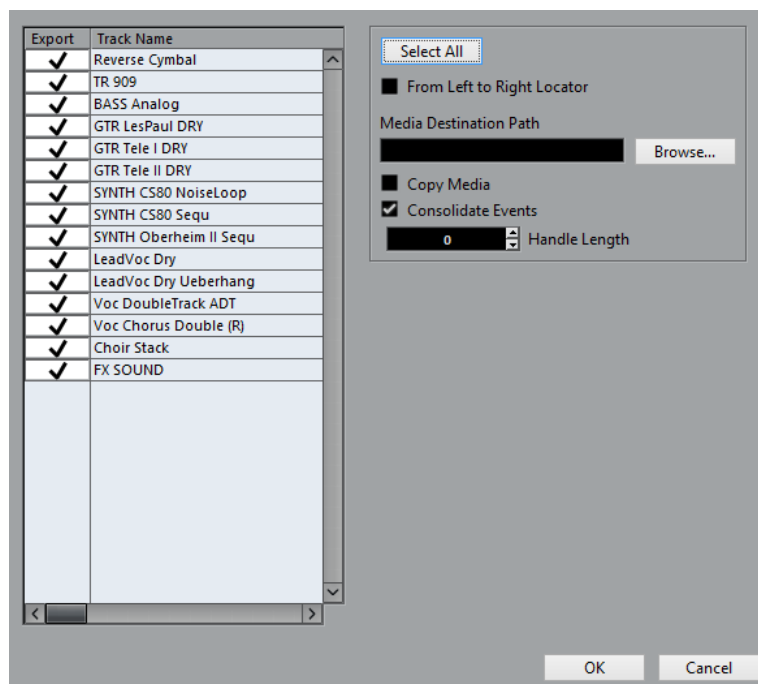 Export Track Name
Reverse Cymbal
TR 909
BASS Analog
GTR LesPaul DRY
GTR Tele I DRY
GTR Tele II DRY
SYNTH CS80 NoiseLoop
SYNTH CS80 Sequ
SYNTH Oberheim II Sequ
LeadVoc Dry
LeadVoc Dry Ueberhang
Voc DoubleTrack ADT
Voc Chorus Double (R)
Choir Stack
FX SOUND
Select All
From Left to Right Locator
Media Destination Path
Browse...
Copy Media
Consolidate Events
0 Handle Length
OK Cancel